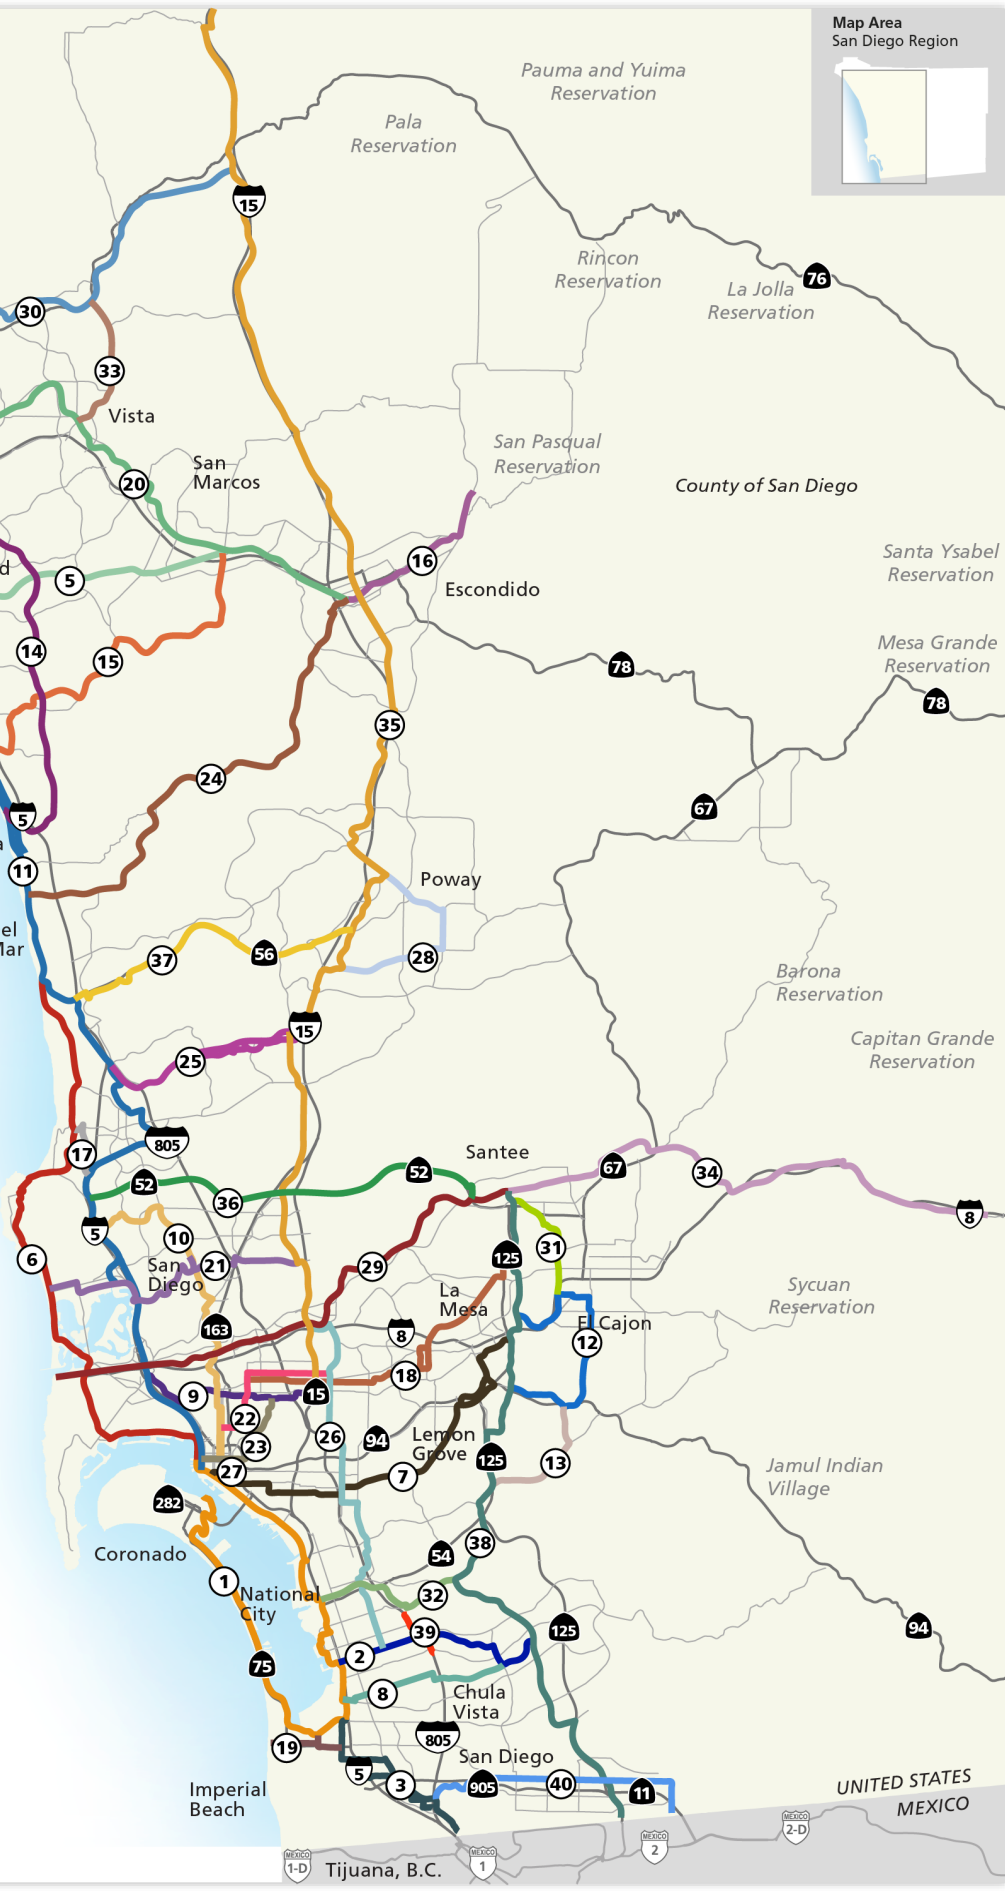 Map Area
San Diego Region
Pauma and Yuima
Reservation
Pala
Reservation
15
Rincon
Reservation
76
La Jolla
Reservation
30
33
Vista
San Pasqual
Reservation
San
Marcos
20
County of San Diego
16
Santa Ysabel
Reservation
d
5
Escondido
14
15
78
Mesa Grande
Reservation
78
35
24
67
5
a
11
Poway
el
Mar
37
56
28
Barona
Reservation
15
25
Capitan Grande
Reservation
805
17
Santee
52
52
67
34
36
8
5
10
6
San
Diego
21
29
125
31
La
Mesa
Sycuan
Reservation
163
8
El Cajon
12
18
9
15
22
23
26
94
Lemon
Grove
125
13
27
7
Jamul Indian
Village
282
Coronado
54
38
1
National
City
32
39
125
94
2
75
8
Chula
Vista
805
19
San Diego
5
3
905
40
11
Imperial
Beach
UNITED STATES
MEXICO
MEXICO
1-D
Tijuana, B.C.
MEXICO
1
MEXICO
2
MEXICO
2-D